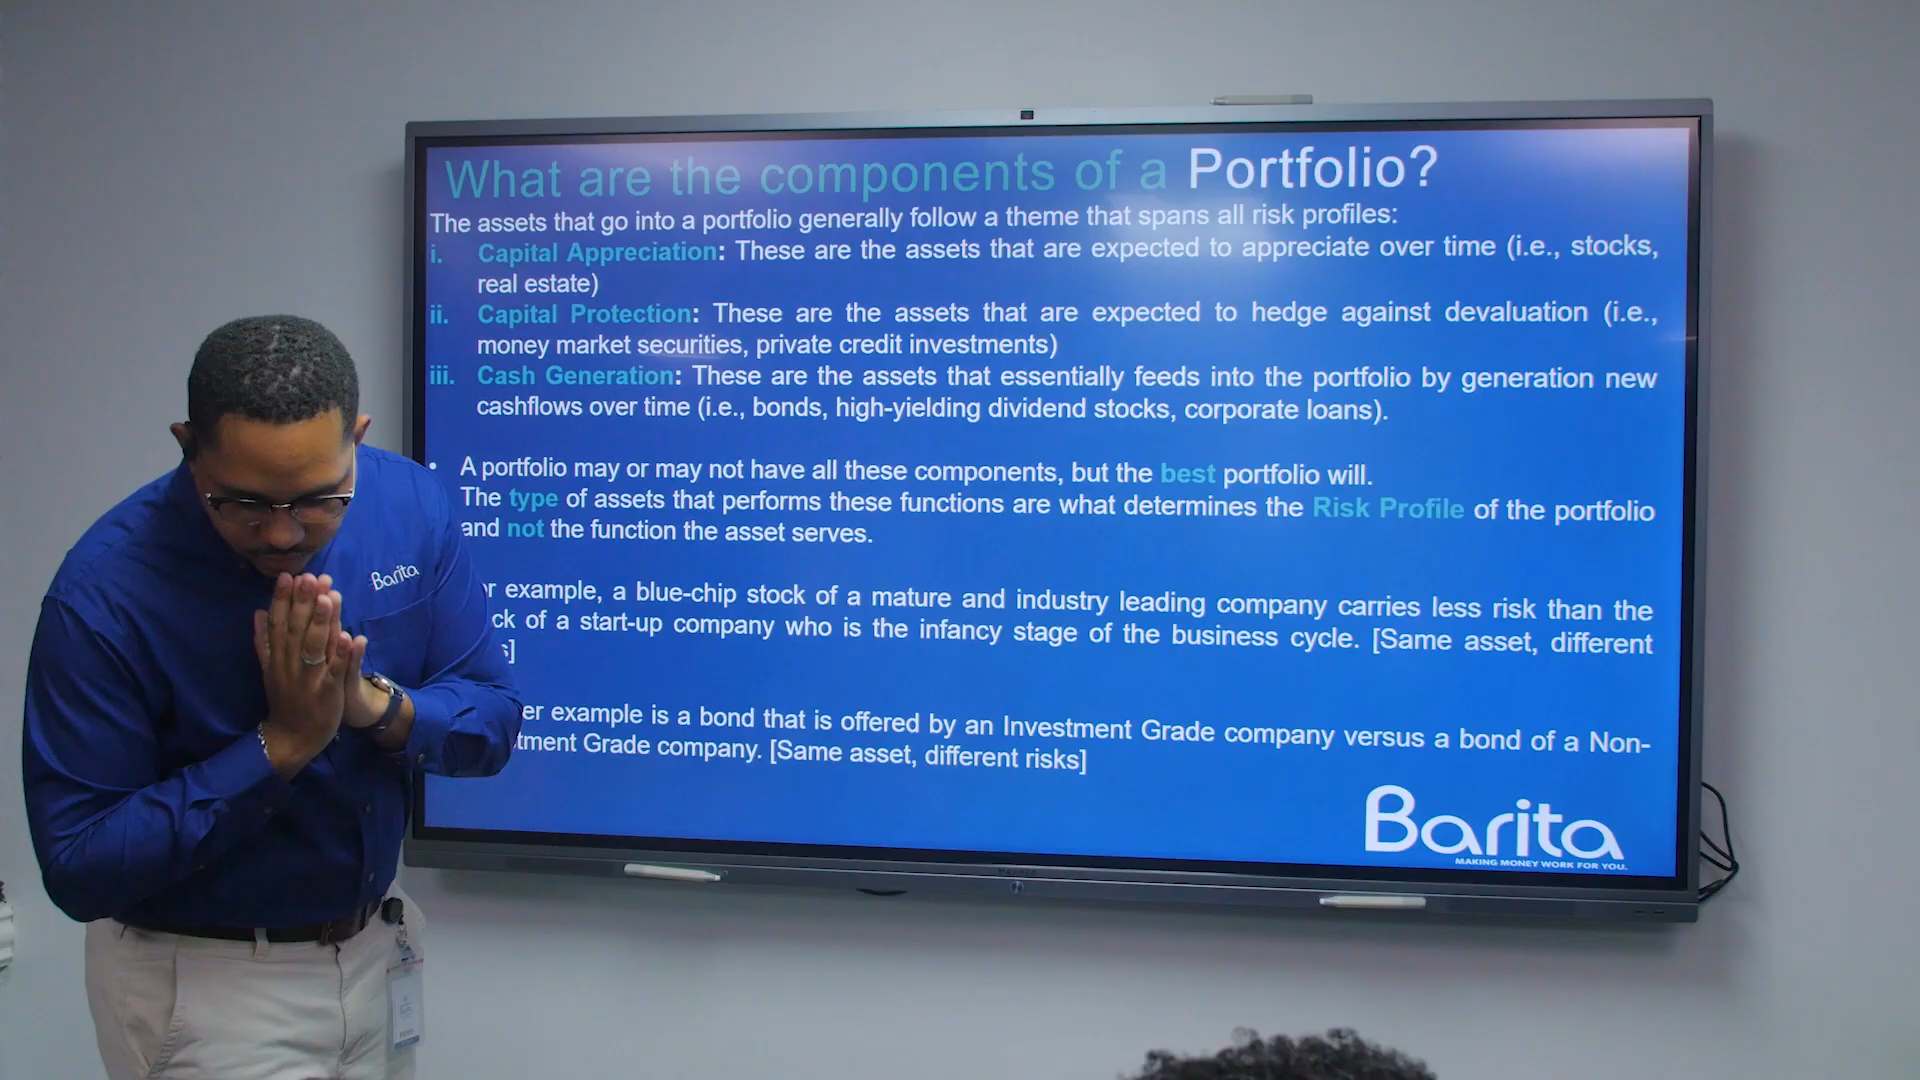 What are the components of a Portfolio?
The assets that go into a portfolio generally follow a theme that spans all risk profiles:
i. Capital Appreciation: These are the assets that are expected to appreciate over time (i.e., stocks,
real estate)
ii. Capital Protection: These are the assets that are expected to hedge against devaluation (i.e.,
money market securities, private credit investments)
iii. Cash Generation: These are the assets that essentially feeds into the portfolio by generation new
cashflows over time (i.e., bonds, high-yielding dividend stocks, corporate loans).
• A portfolio may or may not have all these components, but the best portfolio will.
The type of assets that performs these functions are what determines the Risk Profile of the portfolio
and not the function the asset serves.
example, a blue-chip stock of a mature and industry leading company carries less risk than the
of a start-up company who is the infancy stage of the business cycle. [Same asset, different
example is a bond that is offered by an Investment Grade company versus a bond of a Non-
Grade company. [Same asset, different risks]
Barita
MAKING MONEY WORK FOR YOU.
Barita